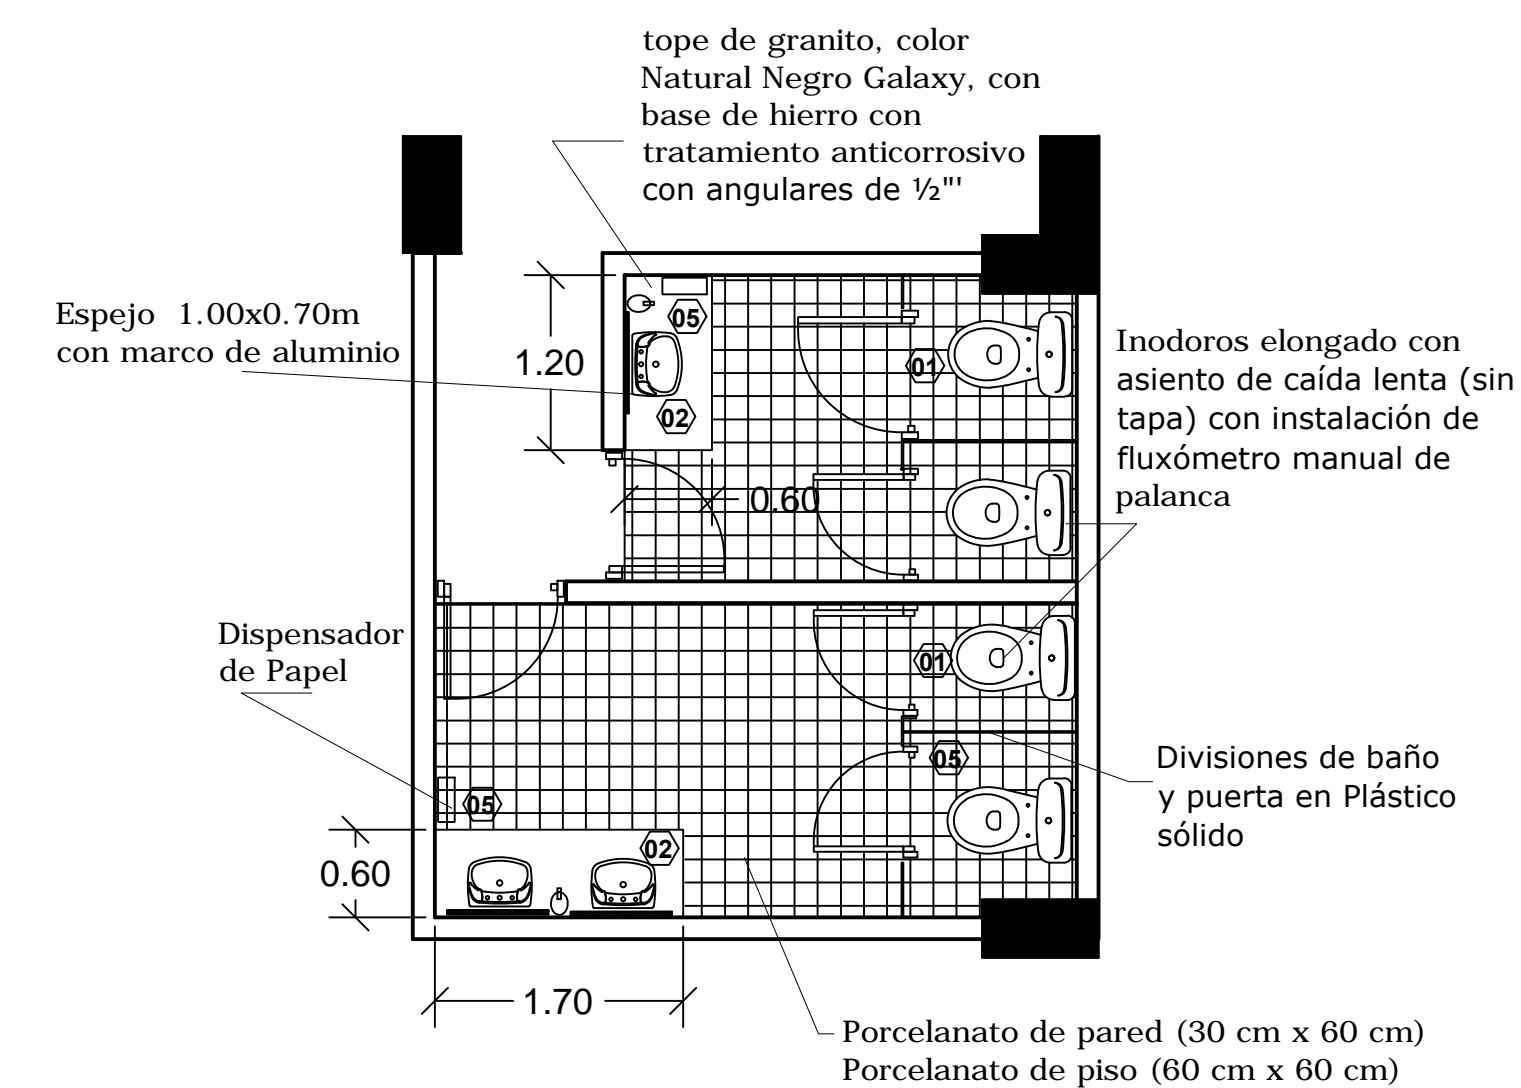 tope de granito, color
Natural Negro Galaxy, con
base de hierro con
tratamiento anticorrosivo
con angulares de ½"'
Espejo 1.00x0.70m
con marco de aluminio
1.20
05
02
01
0.60
Inodoros elongado con
asiento de caída lenta (sin
tapa) con instalación de
fluxómetro manual de
palanca
Dispensador
de Papel
01
05
05
02
Divisiones de baño
y puerta en Plástico
sólido
0.60
1.70
Porcelanato de pared (30 cm x 60 cm)
Porcelanato de piso (60 cm x 60 cm)